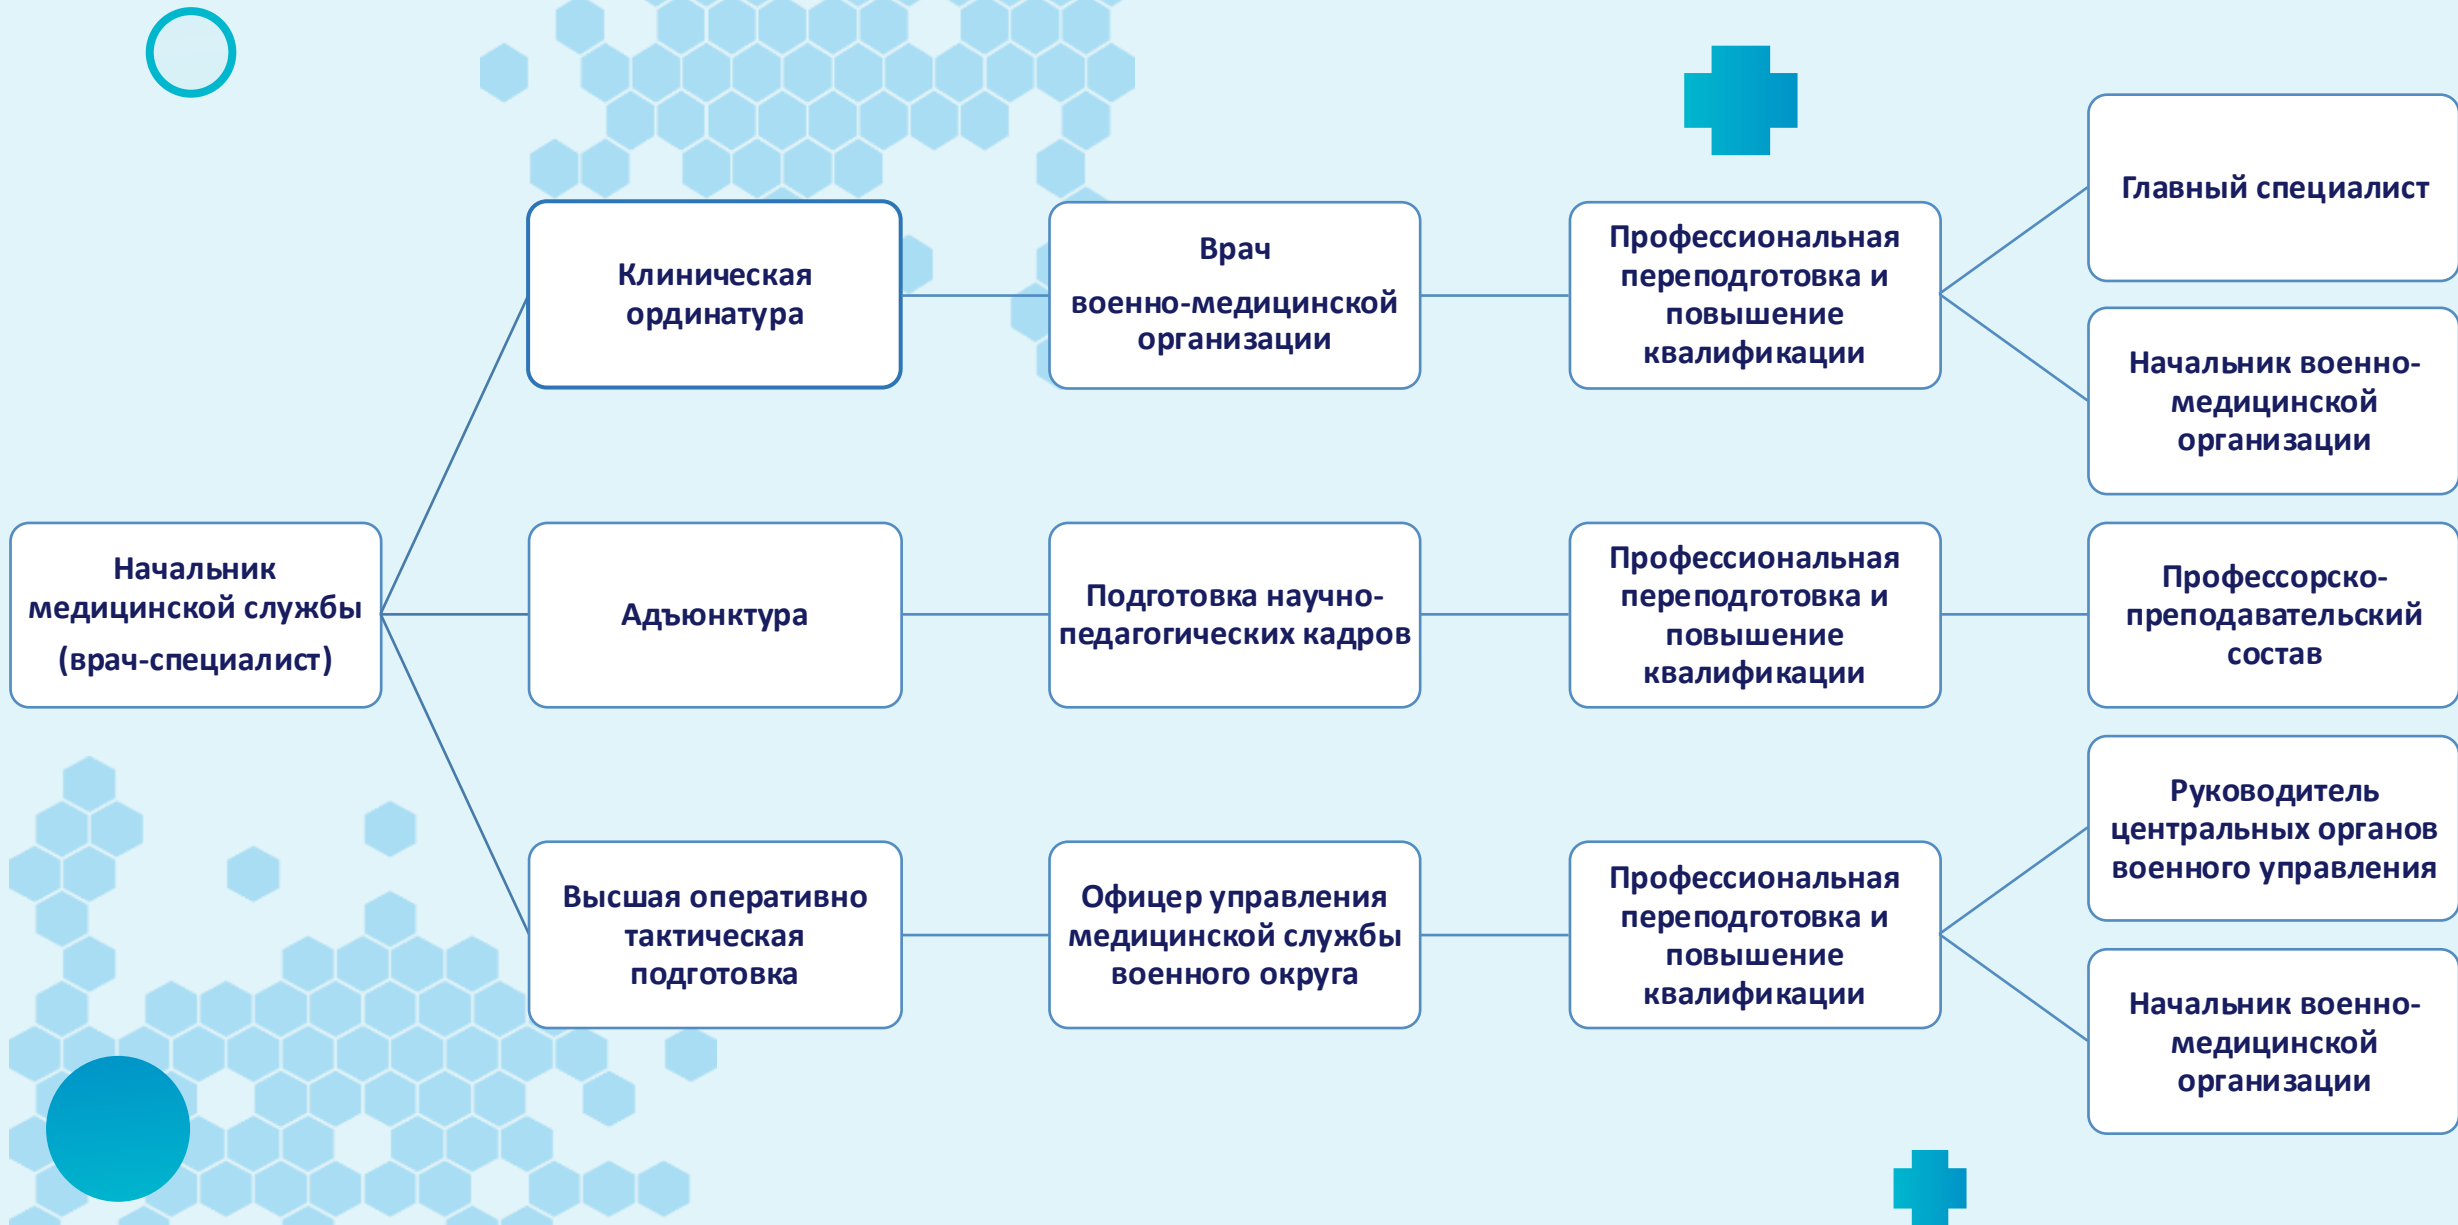 Начальник
медицинской службы
(врач-специалист)
Клиническая
ординатура
Врач
военно-медицинской
организации
Профессиональная
переподготовка и
повышение
квалификации
Главный специалист
Начальник военно-
медицинской
организации
Адъюнктура
Подготовка научно-
педагогических кадров
Профессиональная
переподготовка и
повышение
квалификации
Профессорско-
преподавательский
состав
Высшая оперативно
тактическая
подготовка
Офицер управления
медицинской службы
военного округа
Профессиональная
переподготовка и
повышение
квалификации
Руководитель
центральных органов
военного управления
Начальник военно-
медицинской
организации